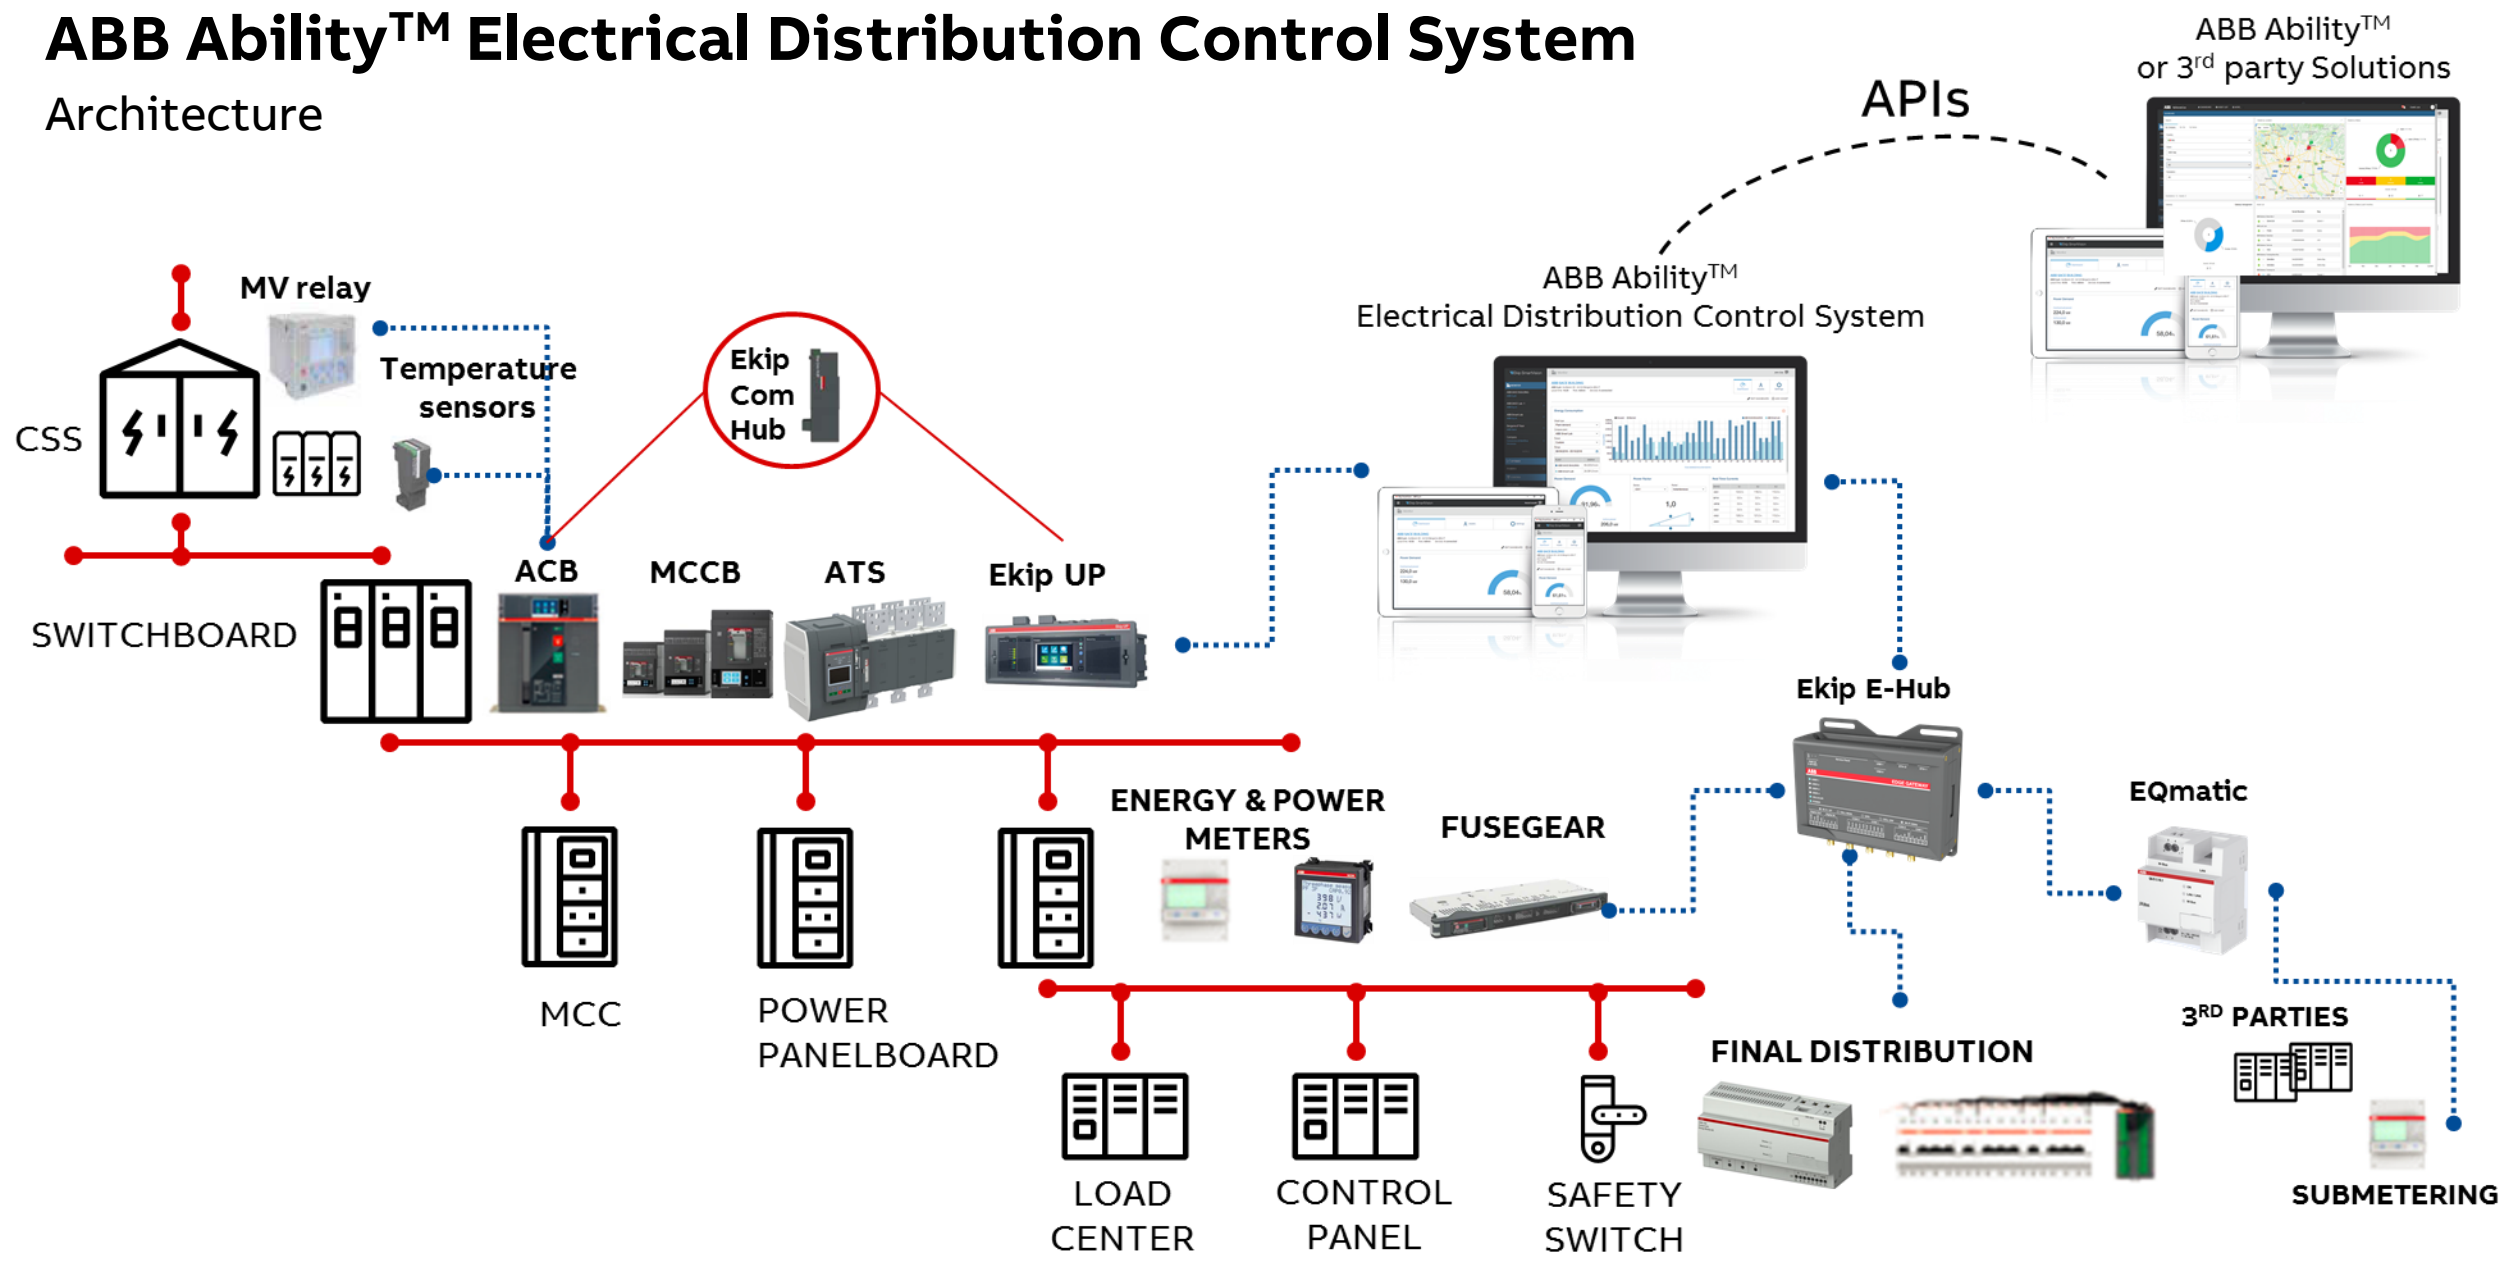 ABB Ability™ Electrical Distribution Control System
Architecture
ABB Ability™
or 3rd party Solutions
APIs
ABB Ability™
Electrical Distribution Control System
MV relay
Temperature
sensors
CSS
Ekip
Com
Hub
SWITCHBOARD
ACB
MCCB
ATS
Ekip UP
Ekip E-Hub
EDGE GATEWAY
EQmatic
ENERGY & POWER
METERS
FUSEGEAR
MCC
POWER
PANELBOARD
3RD PARTIES
FINAL DISTRIBUTION
LOAD
CENTER
CONTROL
PANEL
SAFETY
SWITCH
SUBMETERING